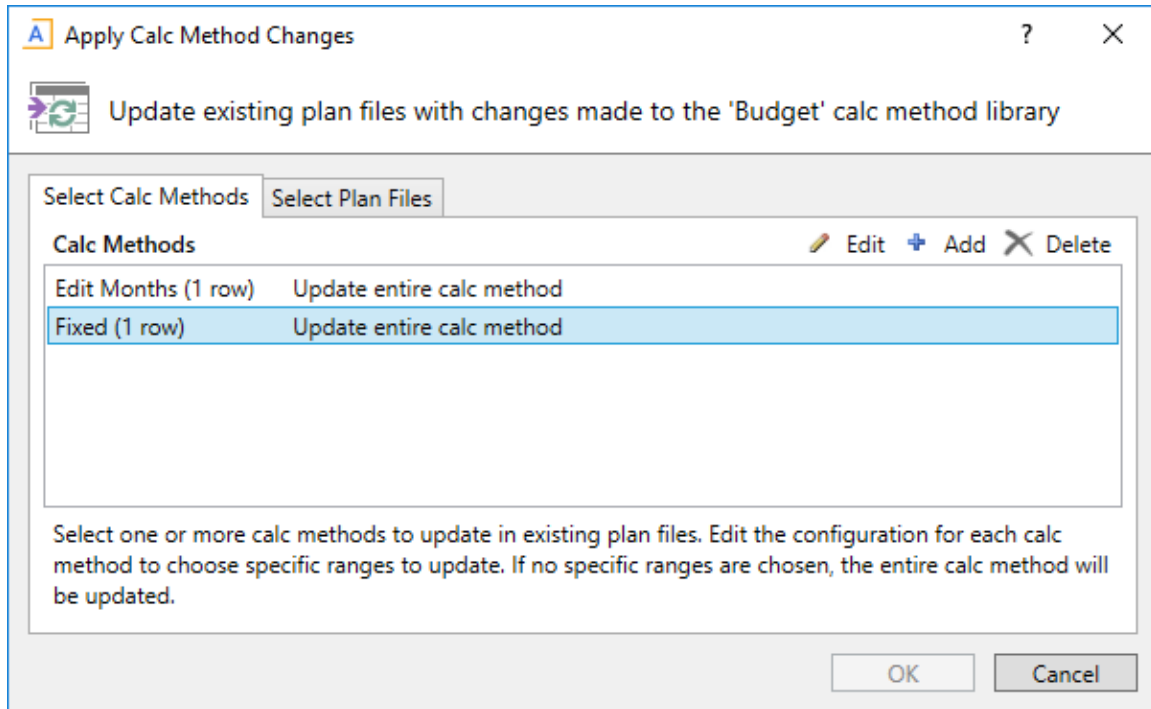 A Apply Calc Method Changes ?
Update existing plan files with changes made to the 'Budget' calc method library
Select Calc Methods Select Plan Files
Calc Methods Edit Add Delete
Edit Months (1 row) Update entire calc method
Fixed (1 row) Update entire calc method
Select one or more calc methods to update in existing plan files. Edit the configuration for each calc
method to choose specific ranges to update. If no specific ranges are chosen, the entire calc method will
be updated.
OK Cancel